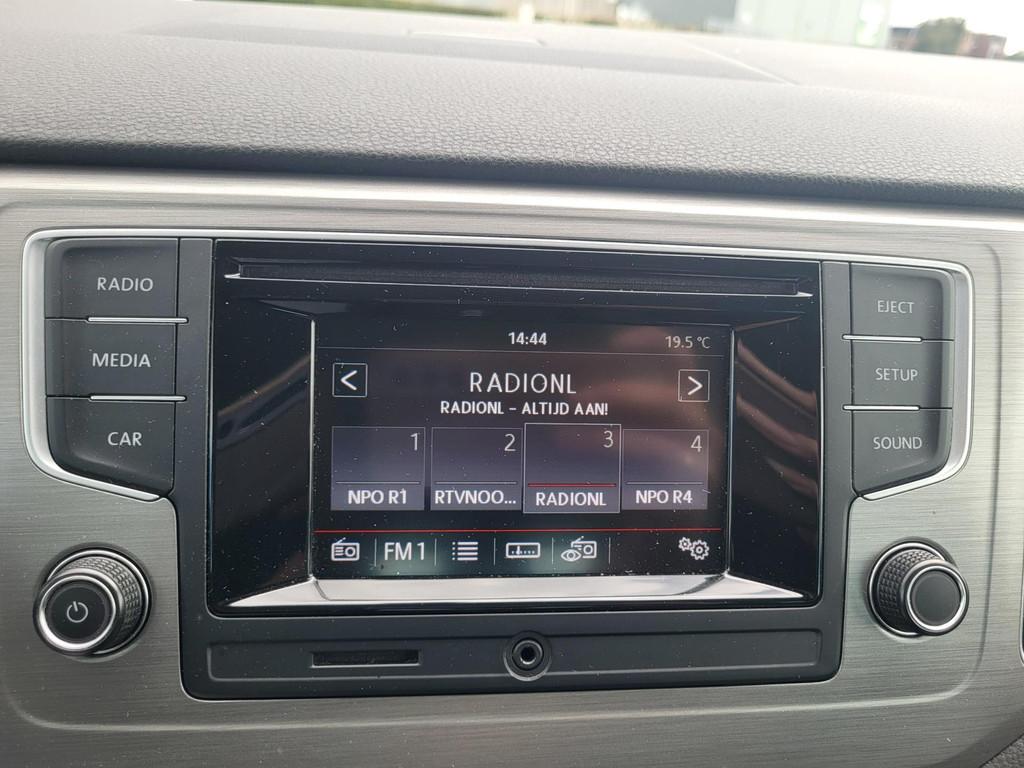 RADIO
MEDIA
CAR
14:44
19.5 °C
<
RADIONL
>
RADIONL - ALTIJD AAN!
1
2
3
4
NPO R1
RTVNOO...
RADIONL
NPO R4
FM1
EJECT
SETUP
SOUND